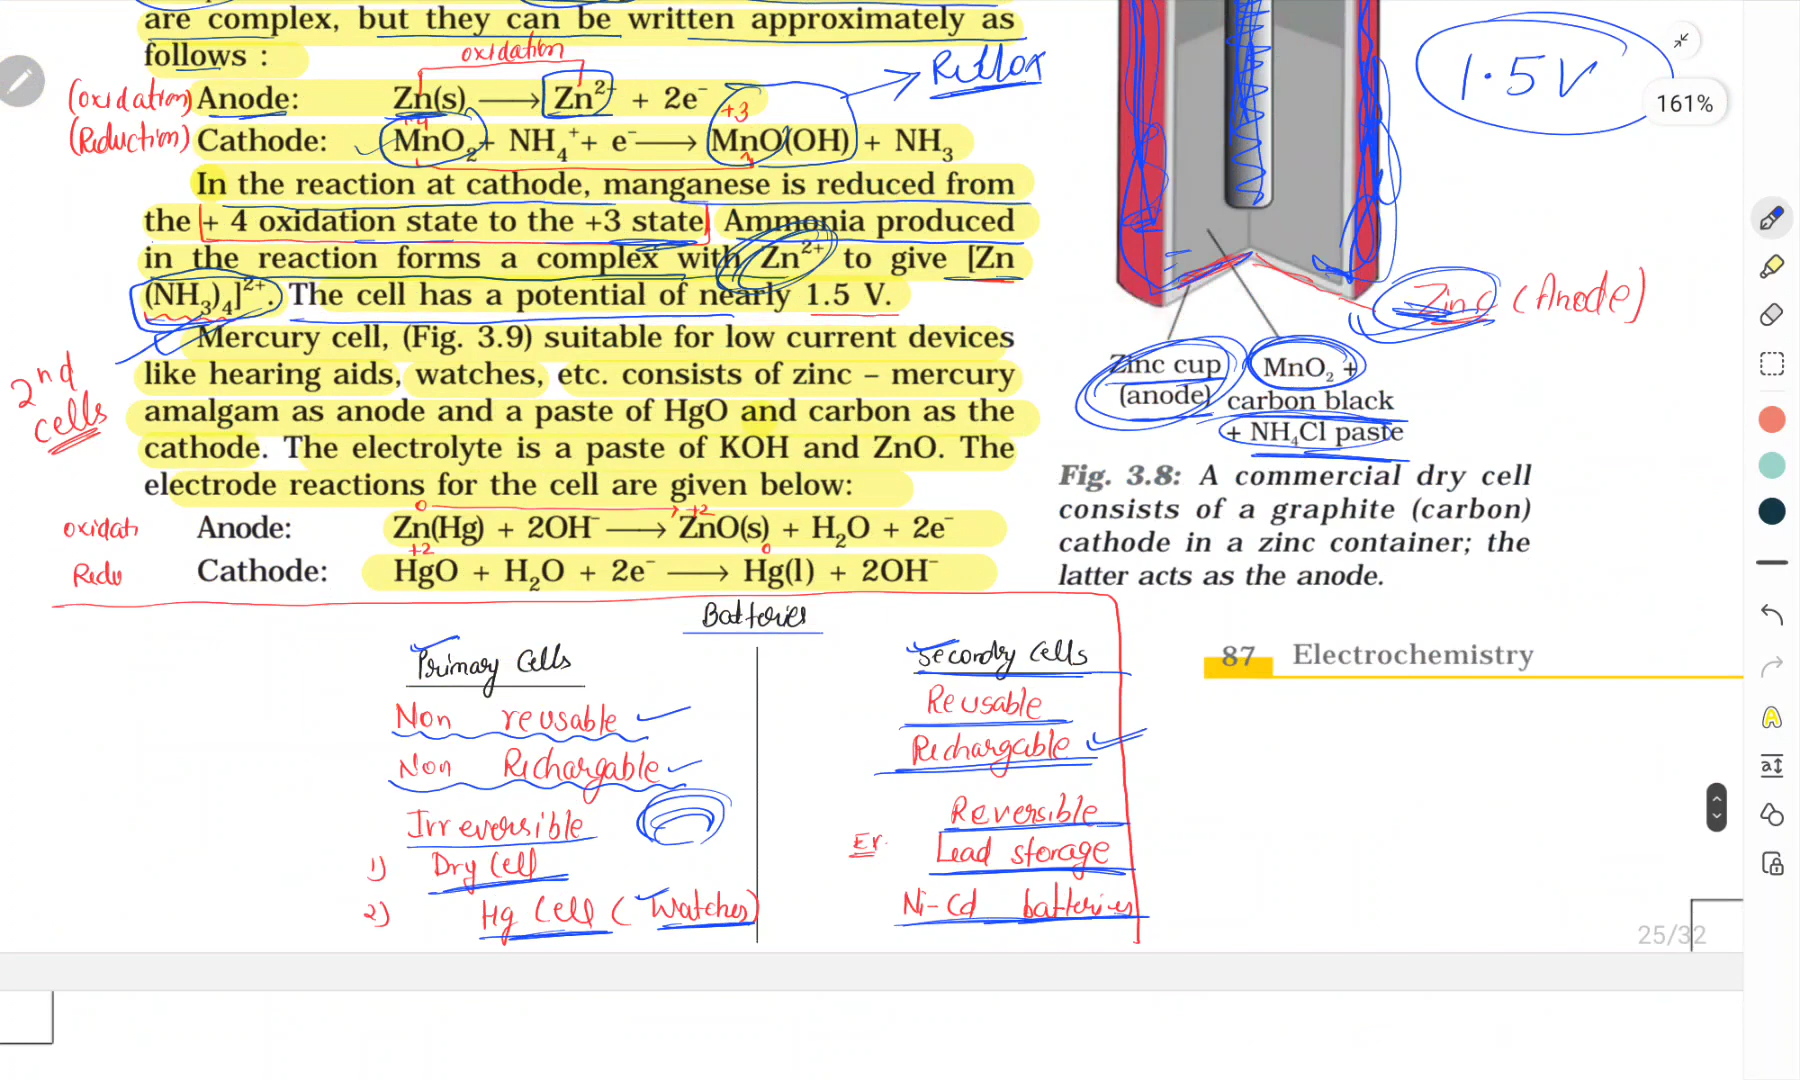 are complex, but they can be written approximately as
follows :
oxidation
Redox
(oxidation) Anode: Zn(s) ⟶ Zn²⁺ + 2e⁻
+4 +3
(Reduction) Cathode: MnO₂ + NH₄⁺ + e⁻ ⟶ MnO(OH) + NH₃
In the reaction at cathode, manganese is reduced from
the + 4 oxidation state to the +3 state. Ammonia produced
in the reaction forms a complex with Zn²⁺ to give [Zn
(NH₃)₄]²⁺. The cell has a potential of nearly 1.5 V.
Mercury cell, (Fig. 3.9) suitable for low current devices
like hearing aids, watches, etc. consists of zinc – mercury
amalgam as anode and a paste of HgO and carbon as the
cathode. The electrolyte is a paste of KOH and ZnO. The
electrode reactions for the cell are given below:
2nd
cells
0 +2
oxidatn Anode: Zn(Hg) + 2OH⁻ ⟶ ZnO(s) + H₂O + 2e⁻
+2 0
Redu Cathode: HgO + H₂O + 2e⁻ ⟶ Hg(l) + 2OH⁻
1.5V
161%
Zinc (Anode)
Zinc cup
(anode)
MnO₂ +
carbon black
+ NH₄Cl paste
Fig. 3.8: A commercial dry cell
consists of a graphite (carbon)
cathode in a zinc container; the
latter acts as the anode.
87 Electrochemistry
Batteries
Primary Cells
Non reusable
Non Rechargable
Irreversible
1) Dry Cell
2) Hg Cell (Watches)
Secondry Cells
Reusable
Rechargable
Reversible
Ex. Lead storage
Ni-Cd batteries
25/32